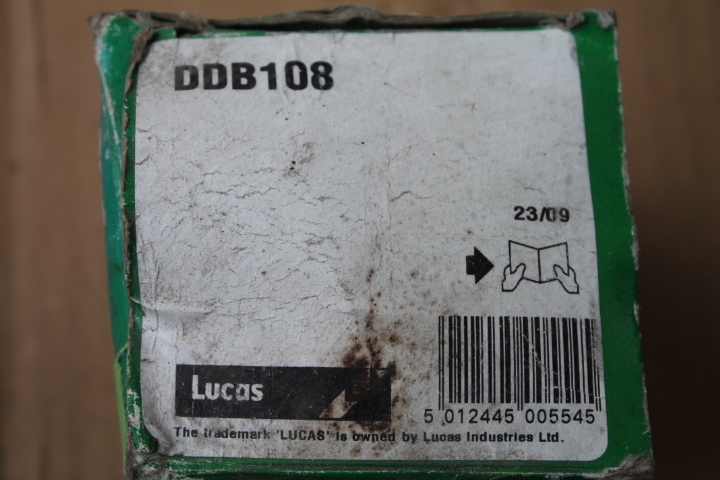 DDB108
23/09
Lucas
5 012445 005545
The trademark 'LUCAS' is owned by Lucas Industries Ltd.